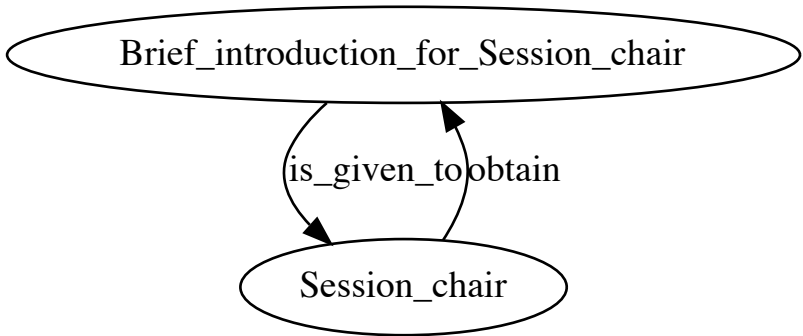 Brief_introduction_for_Session_chair
is_given_to
obtain
Session_chair